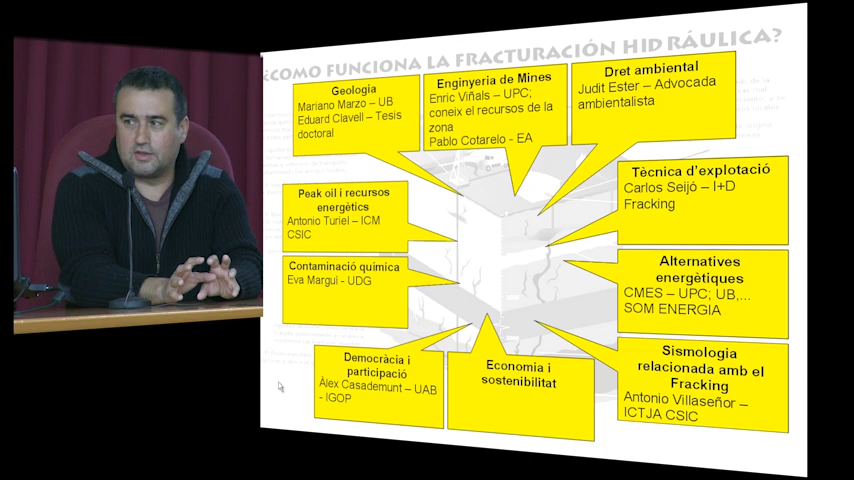 ¿COMO FUNCIONA LA FRACTURACIÓN HIDRÁULICA?
Geologia
Mariano Marzo – UB
Eduard Clavell – Tesis
doctoral
Enginyeria de Mines
Enric Viñals – UPC;
coneix el recursos de la
zona
Pablo Cotarelo - EA
Dret ambiental
Judit Ester – Advocada
ambientalista
Peak oil i recursos
energètics
Antonio Turiel – ICM
CSIC
Tècnica d'explotació
Carlos Seijó – I+D
Fracking
Contaminació química
Eva Marguí - UDG
Alternatives
energètiques
CMES – UPC; UB,...
SOM ENERGIA
Democràcia i
participació
Àlex Casademunt – UAB
- IGOP
Economia i
sostenibilitat
Sismologia
relacionada amb el
Fracking
Antonio Villaseñor –
ICTJA CSIC